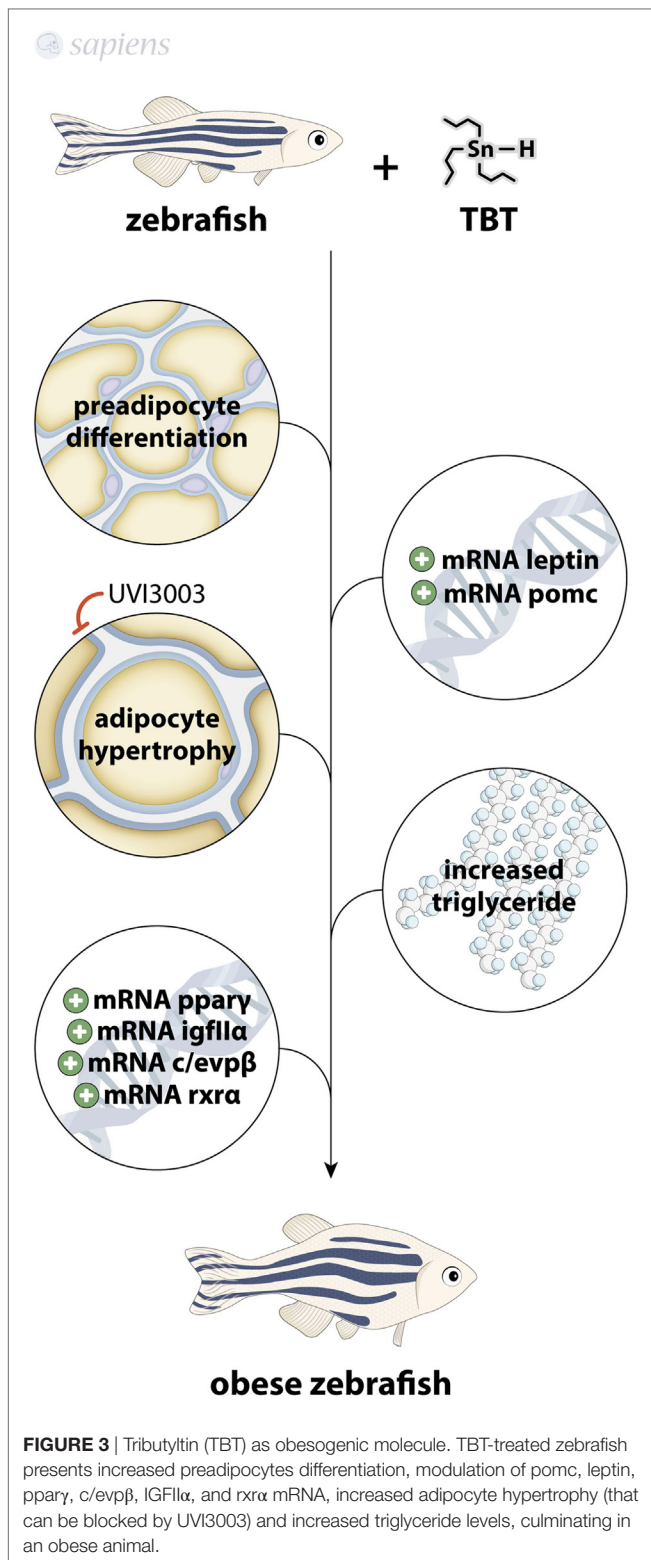 sapiens
zebrafish
+
Sn H
TBT
preadipocyte
differentiation
mRNA leptin
mRNA pomc
UVI3003
adipocyte
hypertrophy
increased
triglyceride
mRNA pparγ
mRNA igfIIα
mRNA c/evpβ
mRNA rxrα
obese zebrafish
FIGURE 3 | Tributyltin (TBT) as obesogenic molecule. TBT-treated zebrafish
presents increased preadipocytes differentiation, modulation of pomc, leptin,
pparγ, c/evpβ, IGFIIα, and rxrα mRNA, increased adipocyte hypertrophy (that
can be blocked by UVI3003) and increased triglyceride levels, culminating in
an obese animal.